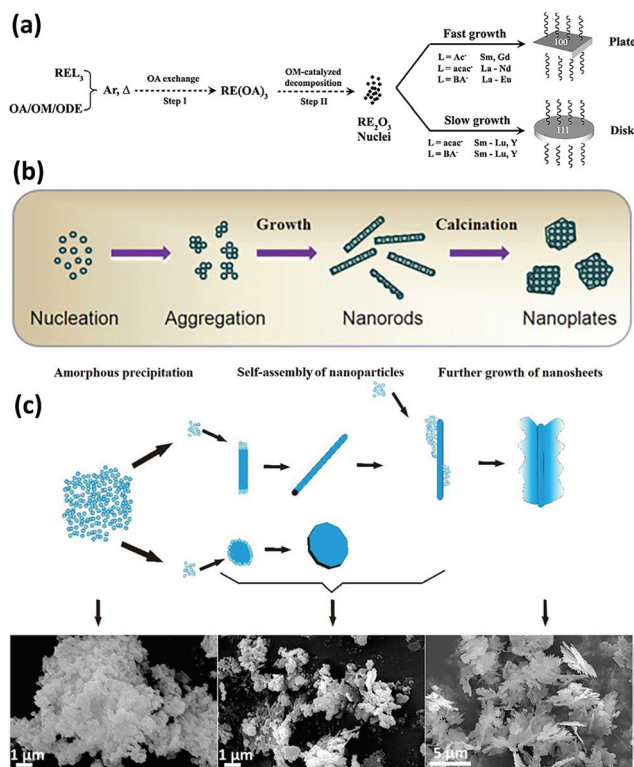 (a)
REL₃
OA/OM/ODE
Ar, Δ
OA exchange
Step I
RE(OA)₃
OM-catalyzed
decomposition
Step II
RE₂O₃
Nuclei
Fast growth
L = Ac⁻ Sm, Gd
L = acac⁻ La - Nd
L = BA⁻ La - Eu
100
Plate
Slow growth
L = acac⁻ Sm - Lu, Y
L = BA⁻ Sm - Lu, Y
111
Disk
(b)
Growth
Calcination
Nucleation
Aggregation
Nanorods
Nanoplates
Amorphous precipitation
Self-assembly of nanoparticles
Further growth of nanosheets
(c)
1 μm
1 μm
5 μm